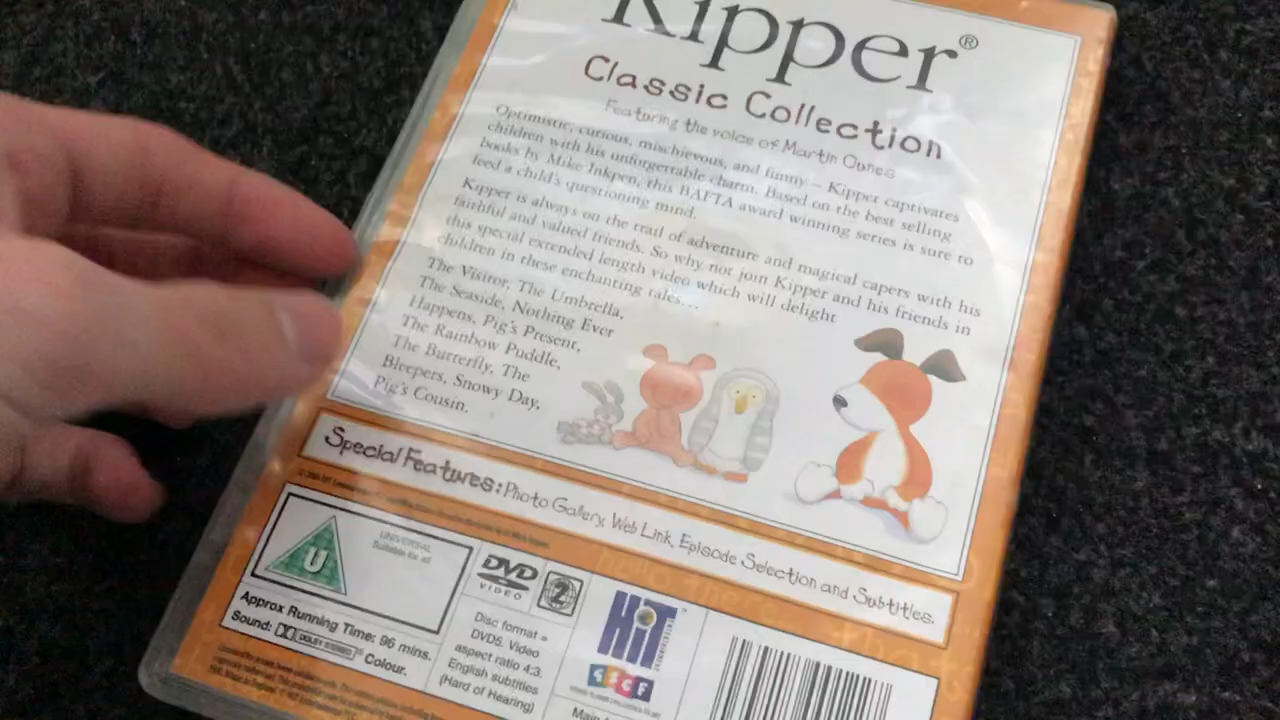 Kipper®
Classic Collection
Featuring the voice of Martin Clunes
Optimistic, curious, mischievous, and funny – Kipper captivates
children with his unforgettable charm. Based on the best selling
books by Mike Inkpen, this BAFTA award winning series is sure to
feed a child's questioning mind.
Kipper is always on the trail of adventure and magical capers with his
faithful and valued friends. So why not join Kipper and his friends in
this special extended length video which will delight
children in these enchanting tales...
The Visitor, The Umbrella,
The Seaside, Nothing Ever
Happens, Pig's Present,
The Rainbow Puddle,
The Butterfly, The
Bleepers, Snowy Day,
Pig's Cousin.
Special Features: Photo Gallery, Web Link, Episode Selection and Subtitles.
hello there
U
UNIVERSAL
Suitable for all
Approx Running Time: 96 mins.
Sound: DOLBY STEREO® Colour.
DVD
VIDEO
2
Disc format =
DVD5. Video
aspect ratio 4:3.
English subtitles
(Hard of Hearing)
HiT
ENTERTAINMENT